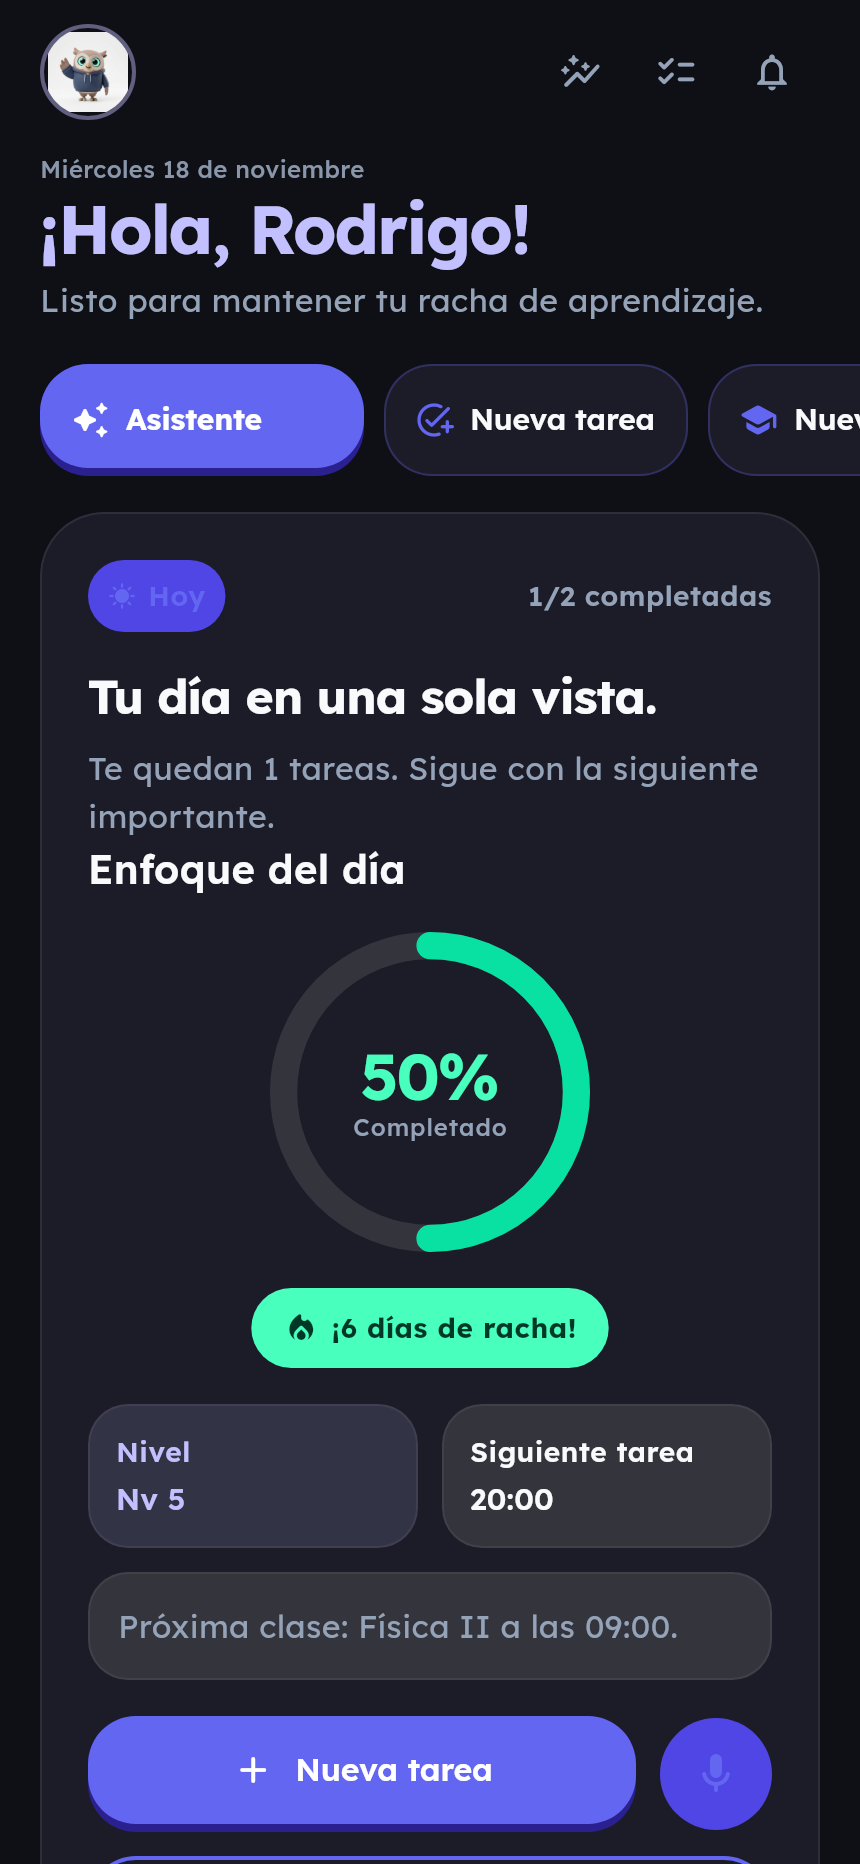 Miércoles 18 de noviembre
¡Hola, Rodrigo!
Listo para mantener tu racha de aprendizaje.
Asistente
Nueva tarea
Hoy
1/2 completadas
Tu día en una sola vista.
Te quedan 1 tareas. Sigue con la siguiente
importante.
Enfoque del día
50%
Completado
¡6 días de racha!
Nivel
Nv 5
Siguiente tarea
20:00
Próxima clase: Física II a las 09:00.
Nueva tarea